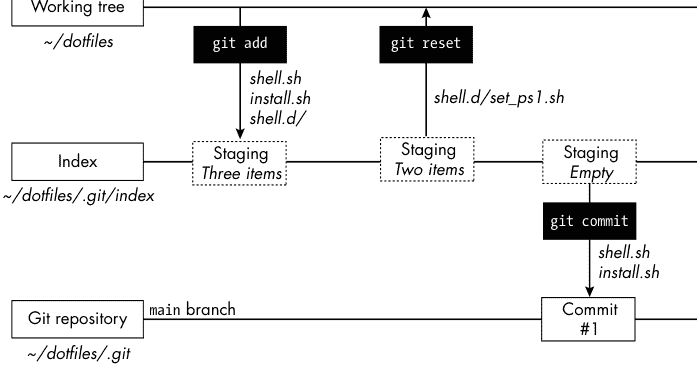 Working tree
~/dotfiles
git add
git reset
shell.sh
install.sh
shell.d/
shell.d/set_ps1.sh
Index
~/dotfiles/.git/index
Staging
Three items
Staging
Two items
Staging
Empty
git commit
shell.sh
install.sh
Git repository
~/dotfiles/.git
main branch
Commit
#1